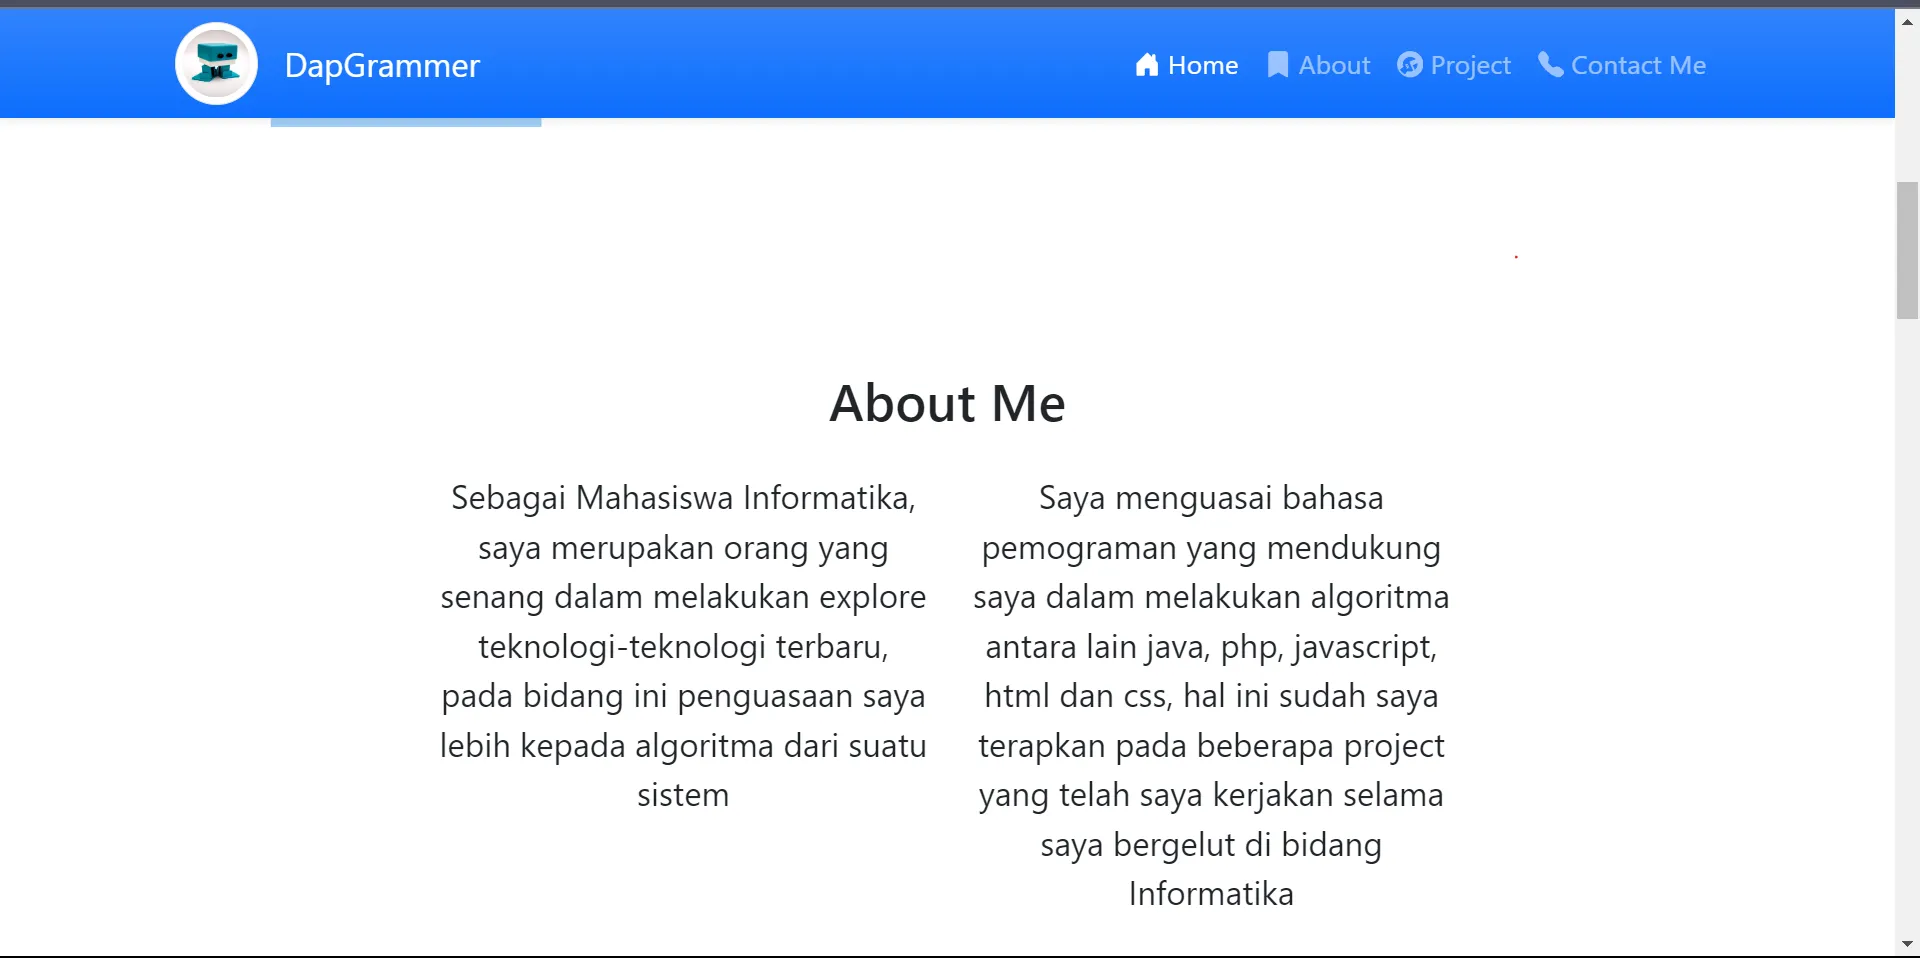 DapGrammer
Home
About
Project
Contact Me
About Me
Sebagai Mahasiswa Informatika,
saya merupakan orang yang
senang dalam melakukan explore
teknologi-teknologi terbaru,
pada bidang ini penguasaan saya
lebih kepada algoritma dari suatu
sistem
Saya menguasai bahasa
pemograman yang mendukung
saya dalam melakukan algoritma
antara lain java, php, javascript,
html dan css, hal ini sudah saya
terapkan pada beberapa project
yang telah saya kerjakan selama
saya bergelut di bidang
Informatika